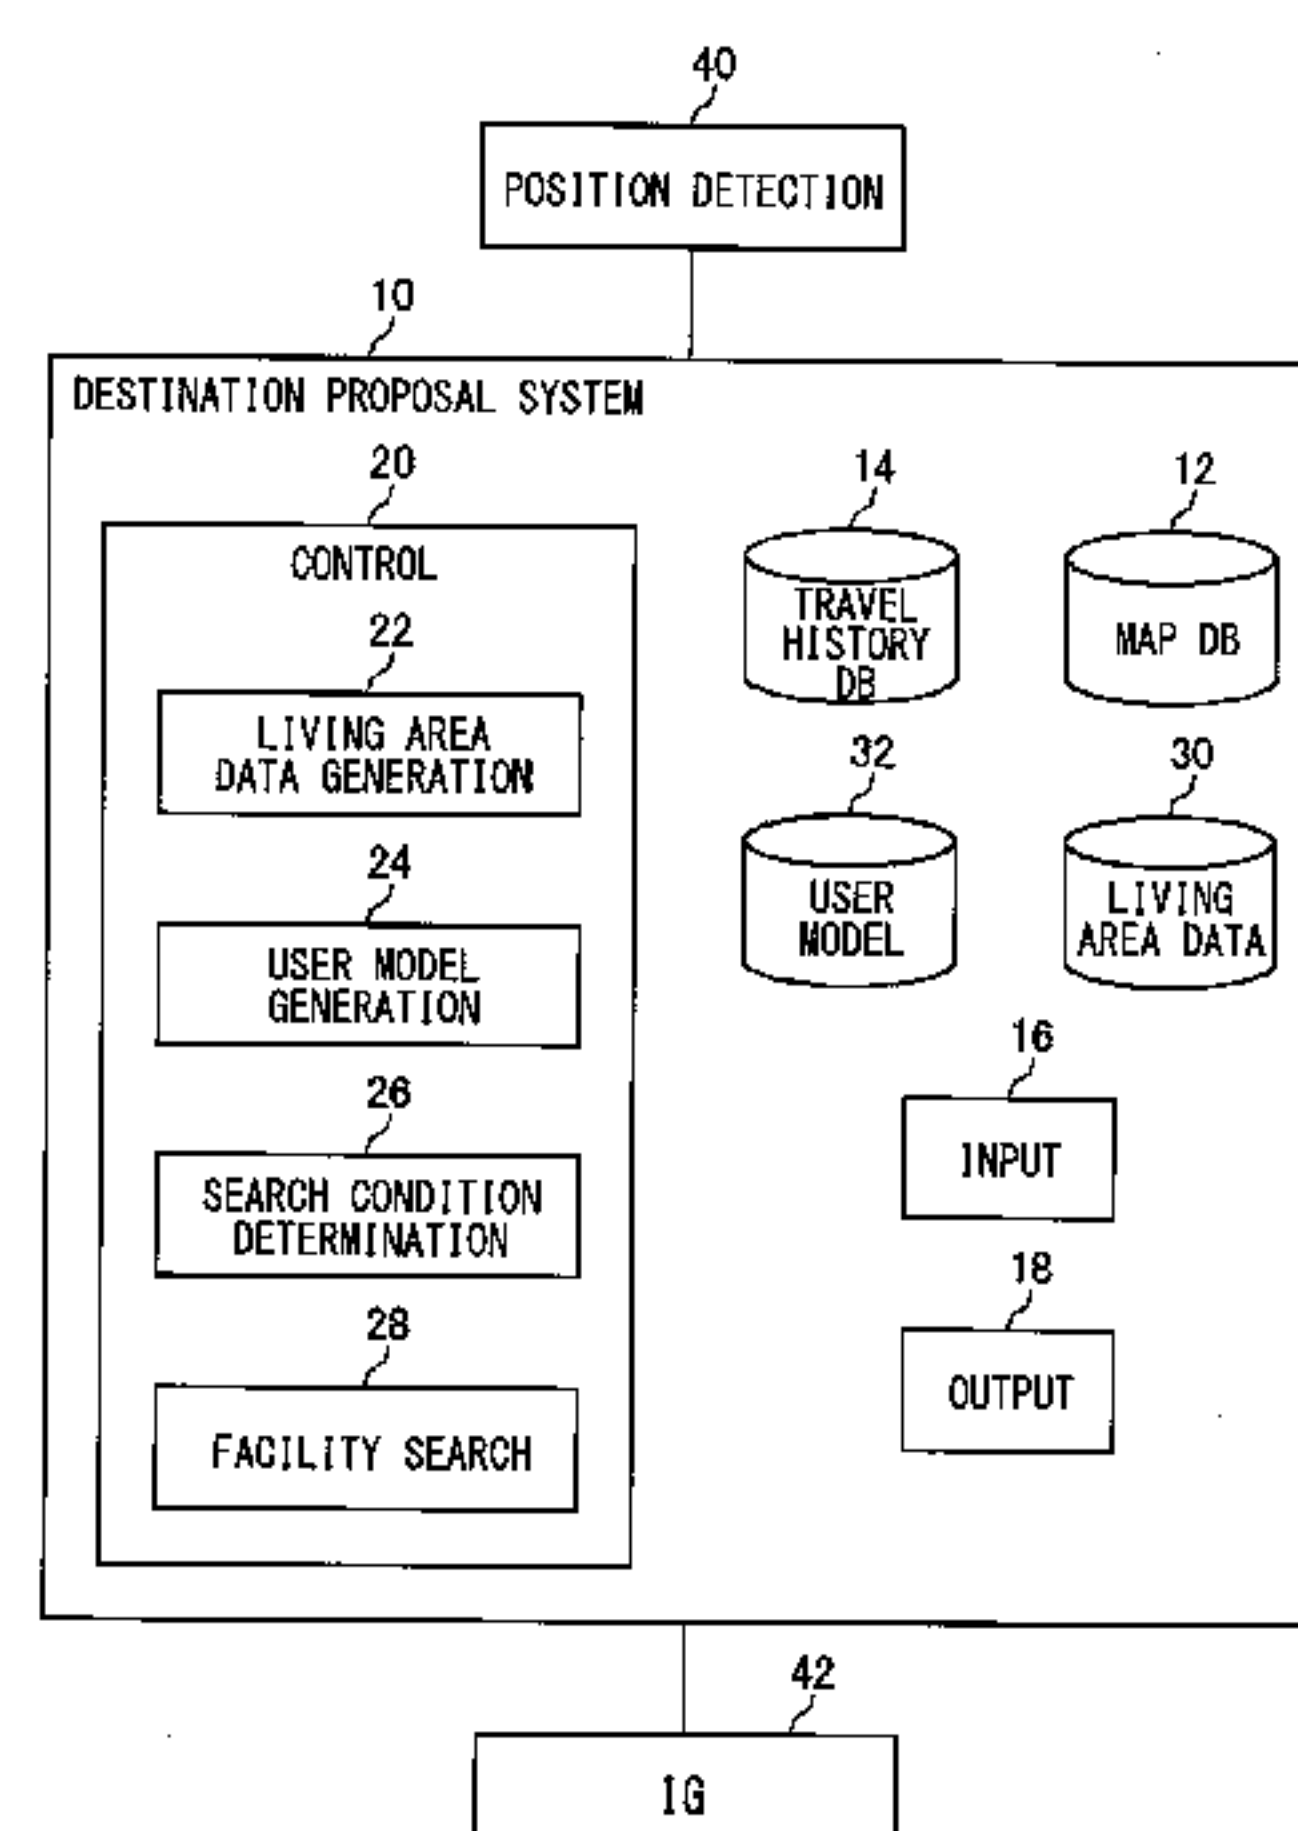 40
POSITION DETECTION
10
DESTINATION PROPOSAL SYSTEM
20
CONTROL
22
LIVING AREA
DATA GENERATION
24
USER MODEL
GENERATION
26
SEARCH CONDITION
DETERMINATION
28
FACILITY SEARCH
14
TRAVEL
HISTORY
DB
12
MAP DB
32
USER
MODEL
30
LIVING
AREA DATA
16
INPUT
18
OUTPUT
42
IG